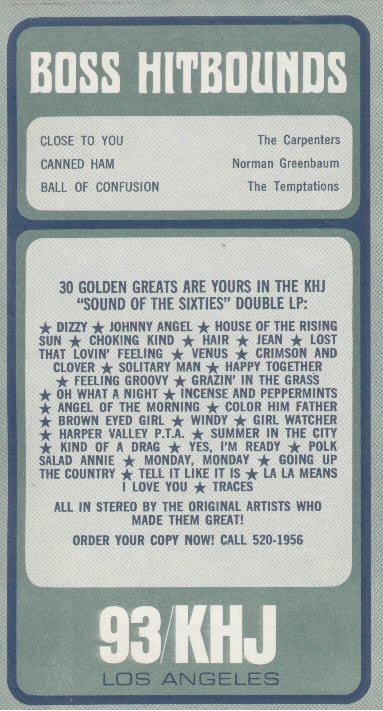 BOSS HITBOUNDS
CLOSE TO YOU The Carpenters
CANNED HAM Norman Greenbaum
BALL OF CONFUSION The Temptations
30 GOLDEN GREATS ARE YOURS IN THE KHJ
"SOUND OF THE SIXTIES" DOUBLE LP:
★ DIZZY ★ JOHNNY ANGEL ★ HOUSE OF THE RISING
SUN ★ CHOKING KIND ★ HAIR ★ JEAN ★ LOST
THAT LOVIN' FEELING ★ VENUS ★ CRIMSON AND
CLOVER ★ SOLITARY MAN ★ HAPPY TOGETHER
★ FEELING GROOVY ★ GRAZIN' IN THE GRASS
★ OH WHAT A NIGHT ★ INCENSE AND PEPPERMINTS
★ ANGEL OF THE MORNING ★ COLOR HIM FATHER
★ BROWN EYED GIRL ★ WINDY ★ GIRL WATCHER
★ HARPER VALLEY P.T.A. ★ SUMMER IN THE CITY
★ KIND OF A DRAG ★ YES, I'M READY ★ POLK
SALAD ANNIE ★ MONDAY, MONDAY ★ GOING UP
THE COUNTRY ★ TELL IT LIKE IT IS ★ LA LA MEANS
I LOVE YOU ★ TRACES
ALL IN STEREO BY THE ORIGINAL ARTISTS WHO
MADE THEM GREAT!
ORDER YOUR COPY NOW! CALL 520-1956
93/KHJ
LOS ANGELES